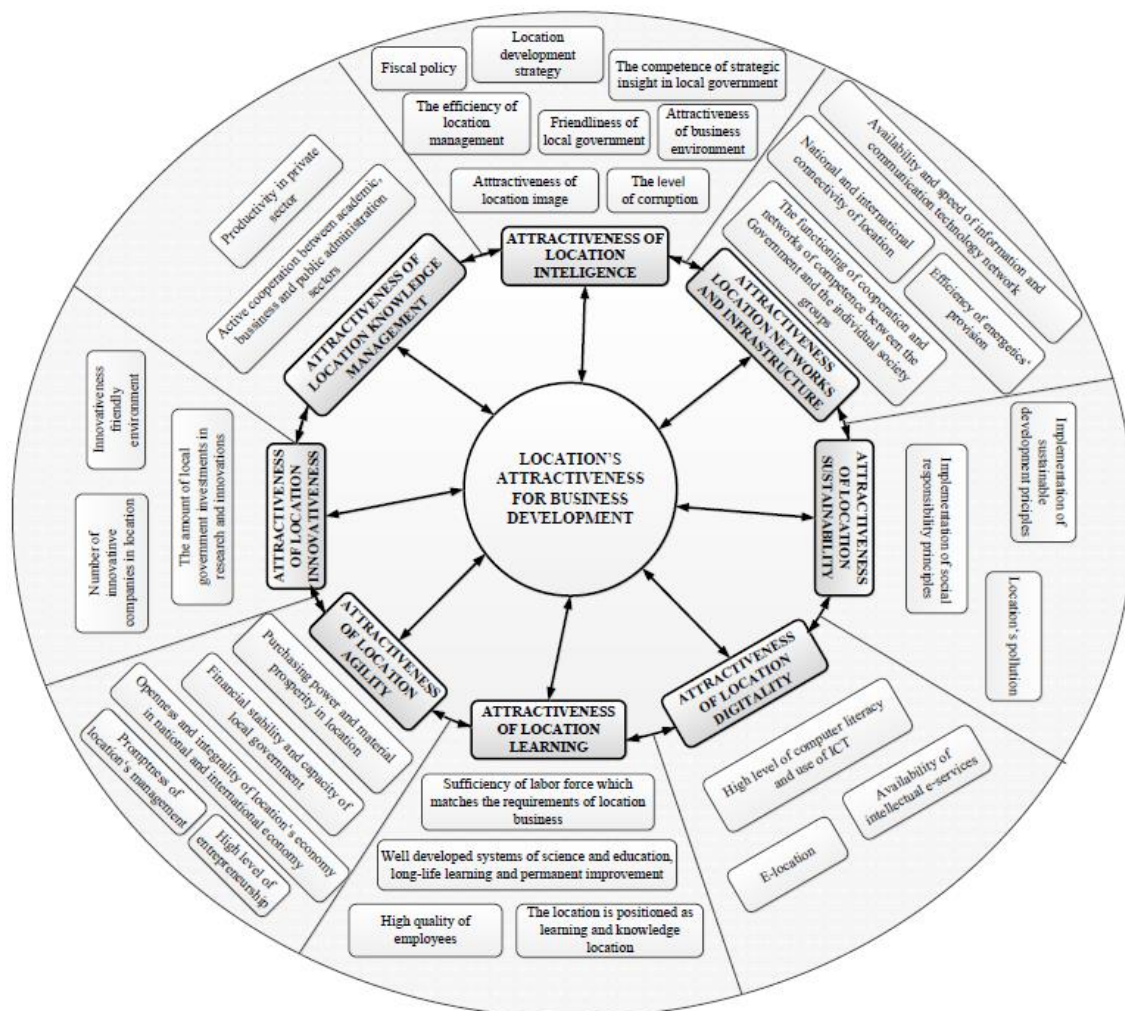 LOCATION'S
ATTRACTIVENESS
FOR BUSINESS
DEVELOPMENT
ATTRACTIVENESS OF
LOCATION
INTELIGENCE
Fiscal policy
Location
development
strategy
The competence of strategic
insight in local government
The efficiency of
location
management
Friendliness of
local government
Attractiveness
of business
environment
Atttractiveness of
location image
The level
of corruption
ATTRACTIVENESS
LOCATION NETWORKS
AND INFRASTRUCTURE
Availability and speed of information and
communication technology network
National and international
connectivity of location
The functioning of cooperation and
networks of competence between the
Government and the individual society
groups
Efficiency of energetics'
provision
ATTRACTIVENESS
OF LOCATION
SUSTAINABILITY
Implementation of
sustainable
development priciples
Implementation of social
responsibility principles
Location's
pollution
ATTRACTIVENESS
OF LOCATION
DIGITALITY
High level of computer literacy
and use of ICT
Availability of
intellectual e-services
E-location
ATTRACTIVENESS
OF LOCATION
LEARNING
Sufficiency of labor force which
matches the requirements of location
business
Well developed systems of science and education,
long-life learning and permanent improvement
High quality of
employees
The location is positioned as
learning and knowledge
location
ATTRACTIVENESS
OF LOCATION
AGILITY
Purchasing power and material
prosperity in location
Financial stability and capacity of
local government
Openness and integrality of location's economy
in national and international economy
Promptness of
location's management
High level of
entrepreneurship
ATTRACTIVENESS
OF LOCATION
INNOVATIVENESS
Innovativeness
friendly
environment
The amount of local
government investments in
research and innovations
Number of
innovatinve
companies in location
ATTRACTIVENESS OF
LOCATION KNOWLEDGE
MANAGEMENT
Productivity in private
sector
Active cooperation between academic,
bussiness and public administration
sectors